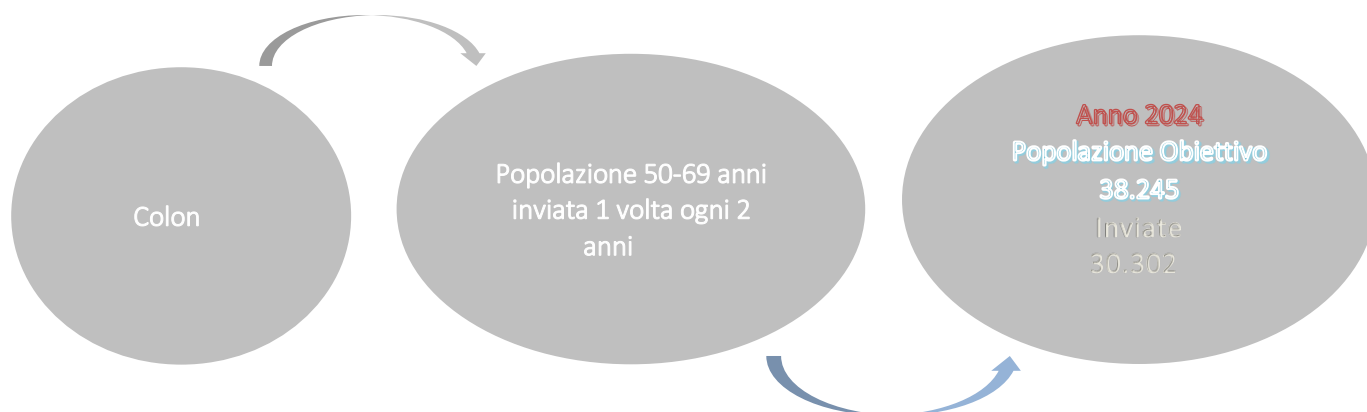 Colon
Popolazione 50-69 anni
inviata 1 volta ogni 2
anni
Anno 2024
Popolazione Obiettivo
38.245
Inviate
30.302